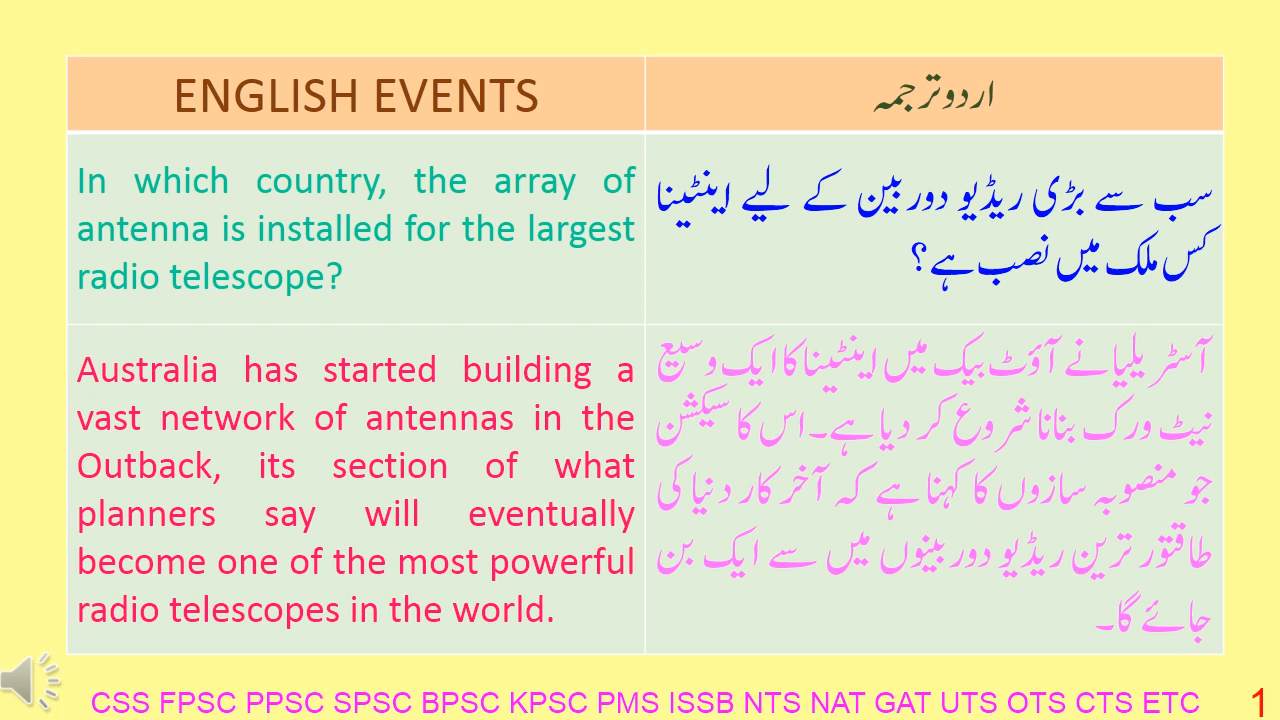 ENGLISH EVENTS
اردو ترجمہ
In which country, the array of
antenna is installed for the largest
radio telescope?
سب سے بڑی ریڈیو دوربین کے لیے اینٹینا
کس ملک میں نصب ہے؟
Australia has started building a
vast network of antennas in the
Outback, its section of what
planners say will eventually
become one of the most powerful
radio telescopes in the world.
آسٹریلیا نے آؤٹ بیک میں اینٹینا کا ایک وسیع
نیٹ ورک بنانا شروع کر دیا ہے۔ اس کا سیکشن
جو منصوبہ سازوں کا کہنا ہے کہ آخر کار دنیا کی
طاقتور ترین ریڈیو دوربینوں میں سے ایک بن
جائے گا۔
CSS FPSC PPSC SPSC BPSC KPSC PMS ISSB NTS NAT GAT UTS OTS CTS ETC
1